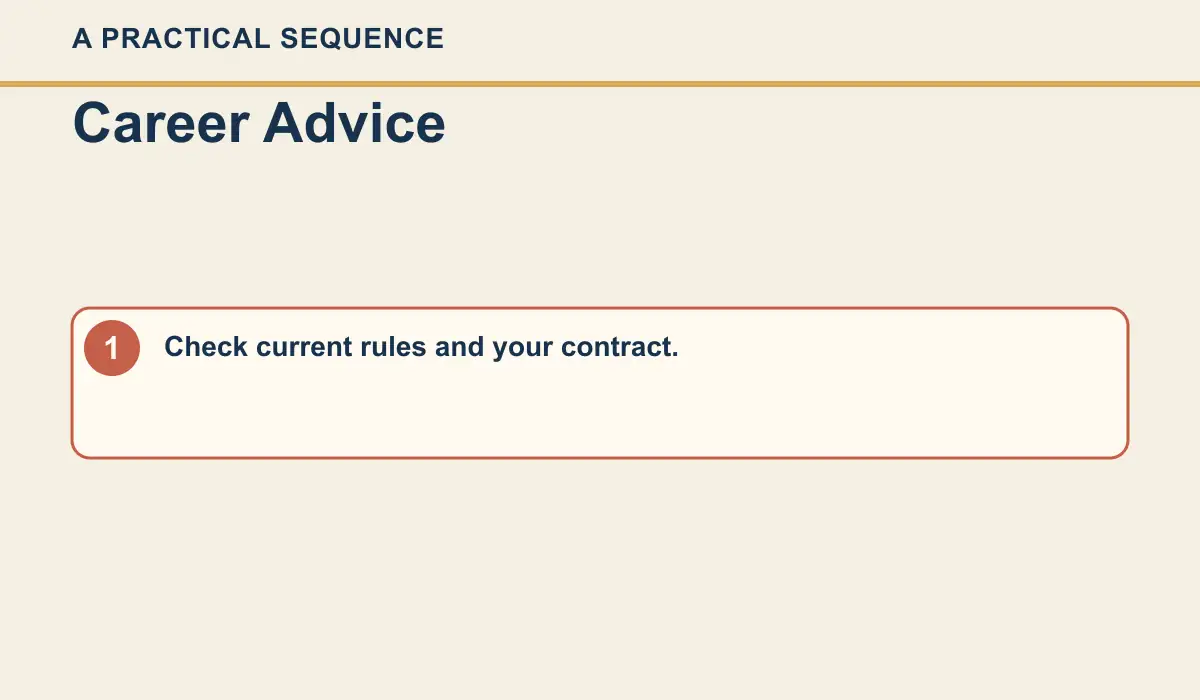 A PRACTICAL SEQUENCE
Career Advice
1 Check current rules and your contract.